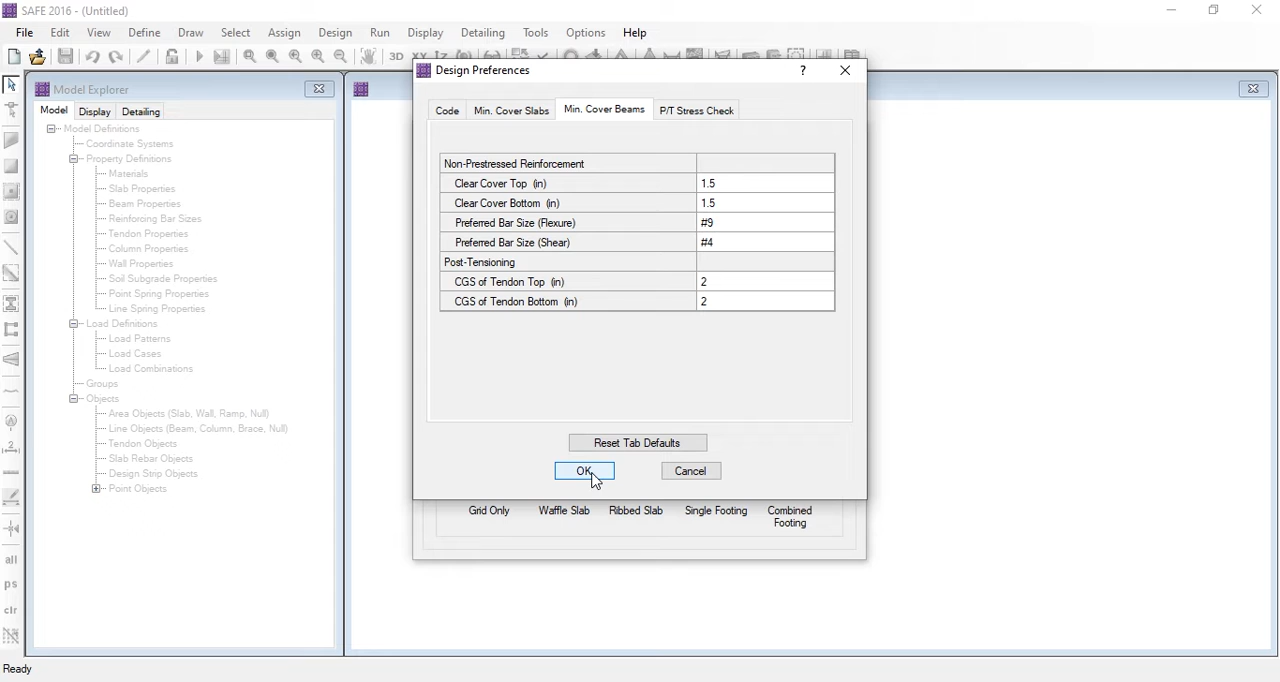 SAFE 2016 - (Untitled)
File Edit View Define Draw Select Assign Design Run Display Detailing Tools Options Help
3D
Model Explorer
Model Display Detailing
Model Definitions
Coordinate Systems
Property Definitions
Materials
Slab Properties
Beam Properties
Reinforcing Bar Sizes
Tendon Properties
Column Properties
Wall Properties
Soil Subgrade Properties
Point Spring Properties
Line Spring Properties
Load Definitions
Load Patterns
Load Cases
Load Combinations
Groups
Objects
Area Objects (Slab, Wall, Ramp, Null)
Line Objects (Beam, Column, Brace, Null)
Tendon Objects
Slab Rebar Objects
Design Strip Objects
Point Objects
all
ps
clr
Design Preferences
Code Min. Cover Slabs Min. Cover Beams P/T Stress Check
Non-Prestressed Reinforcement
Clear Cover Top (in) 1.5
Clear Cover Bottom (in) 1.5
Preferred Bar Size (Flexure) #9
Preferred Bar Size (Shear) #4
Post-Tensioning
CGS of Tendon Top (in) 2
CGS of Tendon Bottom (in) 2
Reset Tab Defaults
OK Cancel
Grid Only Waffle Slab Ribbed Slab Single Footing Combined Footing
Ready